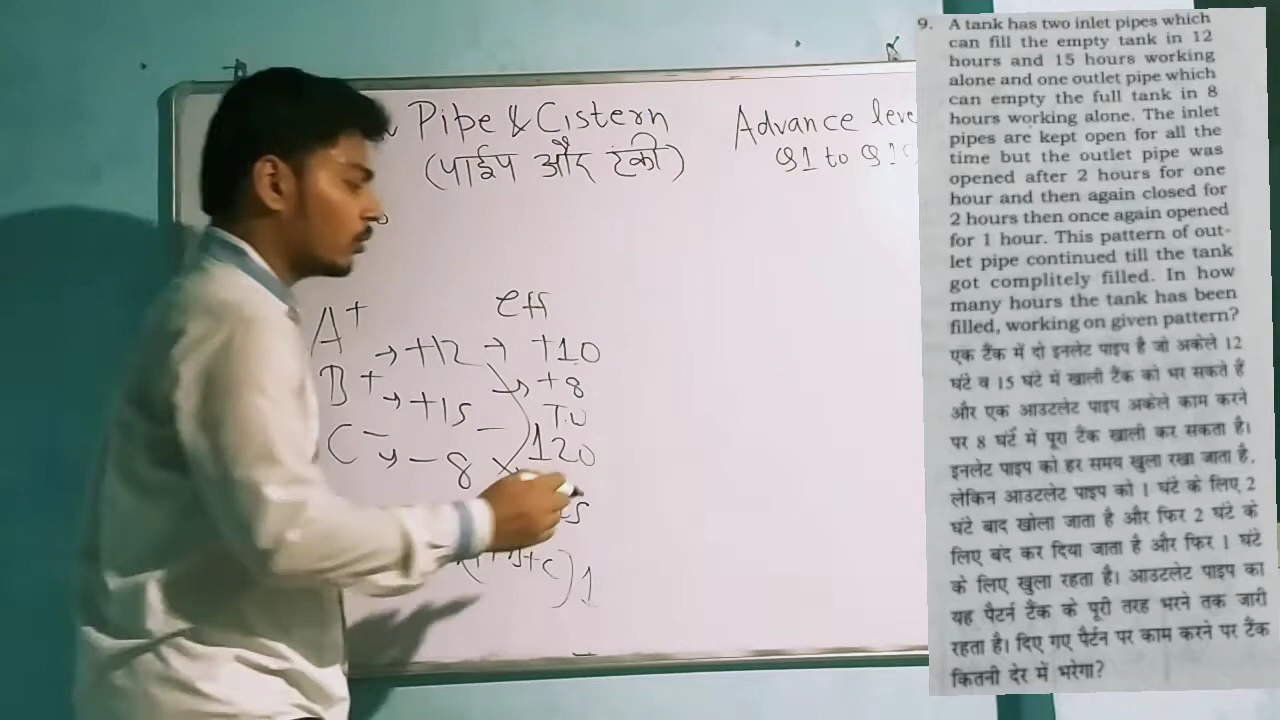 Pipe & Cistern
(पाईप और टंकी)
Advance leve
Q1 to Q1
eff
A+ → +12 → +10
B+ → +15 → +8
T.U
C- → -8 120
+c)1
9. A tank has two inlet pipes which
can fill the empty tank in 12
hours and 15 hours working
alone and one outlet pipe which
can empty the full tank in 8
hours working alone. The inlet
pipes are kept open for all the
time but the outlet pipe was
opened after 2 hours for one
hour and then again closed for
2 hours then once again opened
for 1 hour. This pattern of out-
let pipe continued till the tank
got complitely filled. In how
many hours the tank has been
filled, working on given pattern?
एक टैंक में दो इनलेट पाइप है जो अकेले 12
घंटे व 15 घंटे में खाली टैंक को भर सकते हैं
और एक आउटलेट पाइप अकेले काम करने
पर 8 घंटे में पूरा टैंक खाली कर सकता है।
इनलेट पाइप को हर समय खुला रखा जाता है,
लेकिन आउटलेट पाइप को 1 घंटे के लिए 2
घंटे बाद खोला जाता है और फिर 2 घंटे के
लिए बंद कर दिया जाता है और फिर 1 घंटे
के लिए खुला रहता है। आउटलेट पाइप का
यह पैटर्न टैंक के पूरी तरह भरने तक जारी
रहता है। दिए गए पैर्टन पर काम करने पर टैंक
कितनी देर में भरेगा?